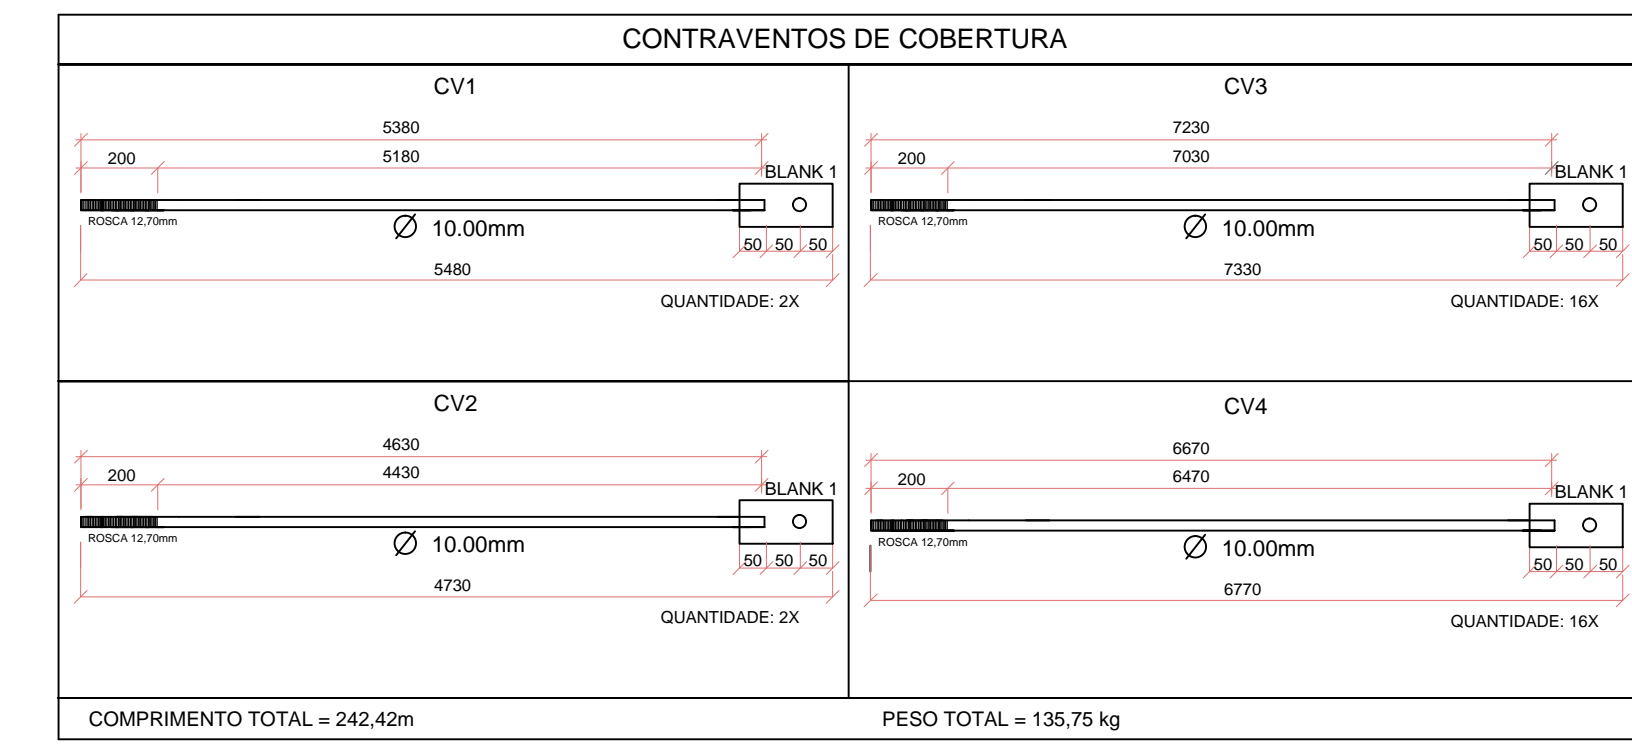 CONTRAVENTOS DE COBERTURA
CV1
5380
200
5180
BLANK 1
ROSCA 12,70mm
Ø 10.00mm
50 50 50
5480
QUANTIDADE: 2X
CV3
7230
200
7030
BLANK 1
ROSCA 12,70mm
Ø 10.00mm
50 50 50
7330
QUANTIDADE: 16X
CV2
4630
200
4430
BLANK 1
ROSCA 12,70mm
Ø 10.00mm
50 50 50
4730
QUANTIDADE: 2X
CV4
6670
200
6470
BLANK 1
ROSCA 12,70mm
Ø 10.00mm
50 50 50
6770
QUANTIDADE: 16X
COMPRIMENTO TOTAL = 242,42m
PESO TOTAL = 135,75 kg